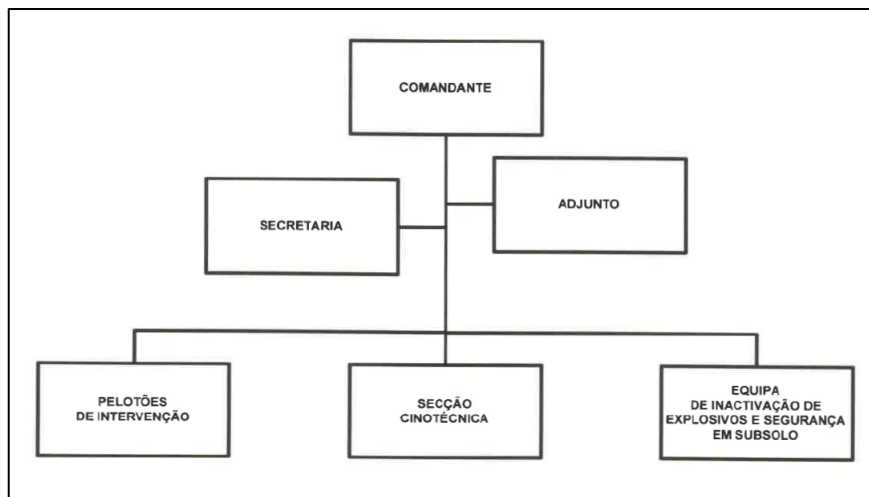 COMANDANTE
ADJUNTO
SECRETARIA
PELOTÕES
DE INTERVENÇÃO
SECÇÃO
CINOTÉCNICA
EQUIPA
DE INACTIVAÇÃO DE
EXPLOSIVOS E SEGURANÇA
EM SUBSOLO